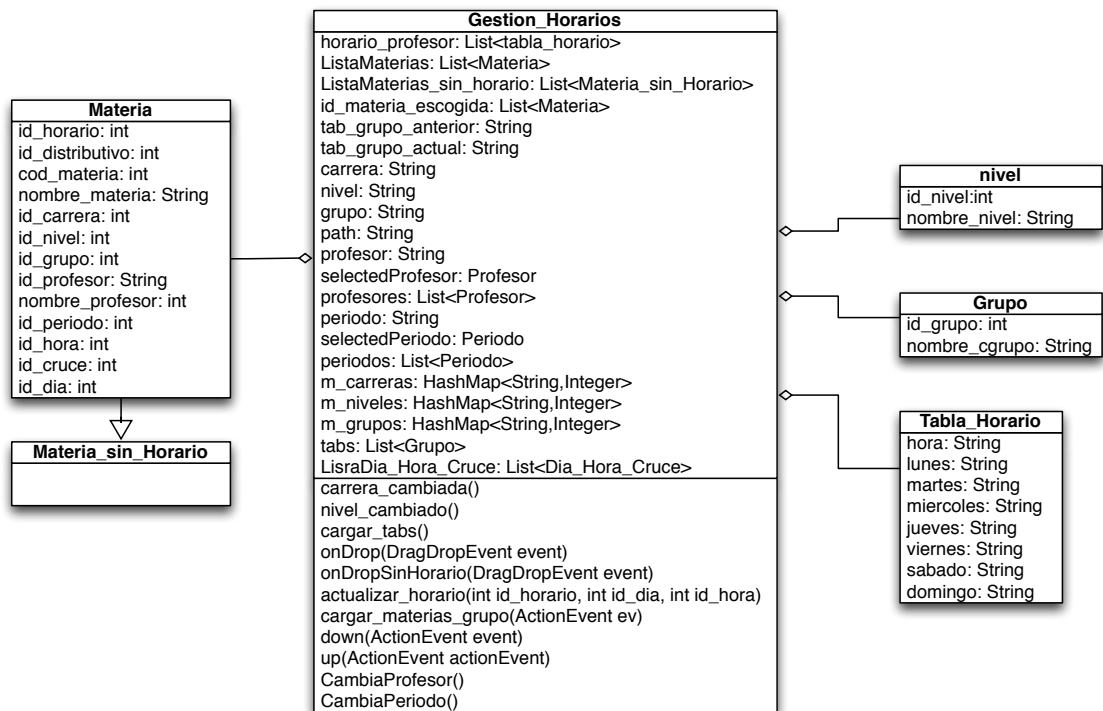 Gestion_Horarios
horario_profesor: List<tabla_horario>
ListaMaterias: List<Materia>
ListaMaterias_sin_horario: List<Materia_sin_Horario>
id_materia_escogida: List<Materia>
tab_grupo_anterior: String
tab_grupo_actual: String
carrera: String
nivel: String
grupo: String
path: String
profesor: String
selectedProfesor: Profesor
profesores: List<Profesor>
periodo: String
selectedPeriodo: Periodo
periodos: List<Periodo>
m_carreras: HashMap<String,Integer>
m_niveles: HashMap<String,Integer>
m_grupos: HashMap<String,Integer>
tabs: List<Grupo>
LisraDia_Hora_Cruce: List<Dia_Hora_Cruce>
carrera_cambiada()
nivel_cambiado()
cargar_tabs()
onDrop(DragDropEvent event)
onDropSinHorario(DragDropEvent event)
actualizar_horario(int id_horario, int id_dia, int id_hora)
cargar_materias_grupo(ActionEvent ev)
down(ActionEvent event)
up(ActionEvent actionEvent)
CambiaProfesor()
CambiaPeriodo()
Materia
id_horario: int
id_distributivo: int
cod_materia: int
nombre_materia: String
id_carrera: int
id_nivel: int
id_grupo: int
id_profesor: String
nombre_profesor: int
id_periodo: int
id_hora: int
id_cruce: int
id_dia: int
Materia_sin_Horario
nivel
id_nivel:int
nombre_nivel: String
Grupo
id_grupo: int
nombre_cgrupo: String
Tabla_Horario
hora: String
lunes: String
martes: String
miercoles: String
jueves: String
viernes: String
sabado: String
domingo: String